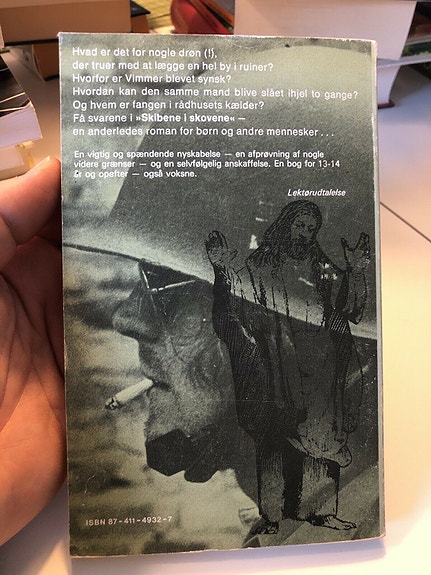 Hvad er det for nogle drøn (!),
der truer med at lægge en hel by i ruiner?
Hvorfor er Vimmer blevet synsk?
Hvordan kan den samme mand blive slået ihjel to gange?
Og hvem er fangen i rådhusets kælder?
Få svarene i »Skibene i skovene« –
en anderledes roman for børn og andre mennesker . . .
En vigtig og spændende nyskabelse – en afprøvning af nogle
videre grænser – og en selvfølgelig anskaffelse. En bog for 13-14
år og opefter – også voksne.
Lektørudtalelse
ISBN 87-411-4932-7